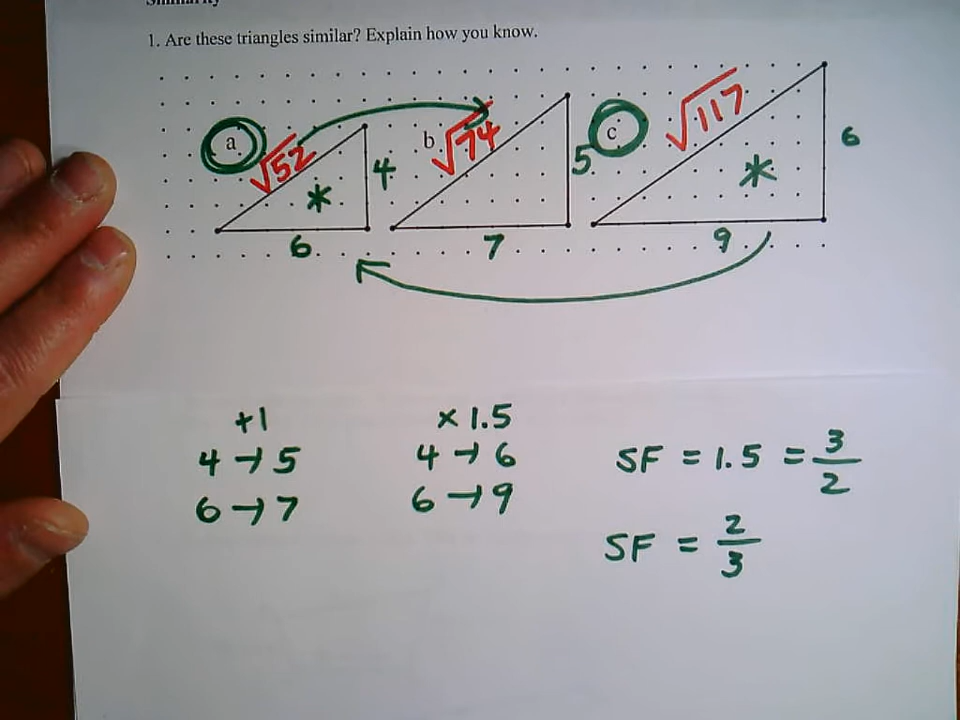 Similarity
1. Are these triangles similar? Explain how you know.
a
√52
4
6
b
√74
5
7
c
√117
6
9
+1
4 → 5
6 → 7
× 1.5
4 → 6
6 → 9
SF = 1.5 = 3/2
SF = 2/3